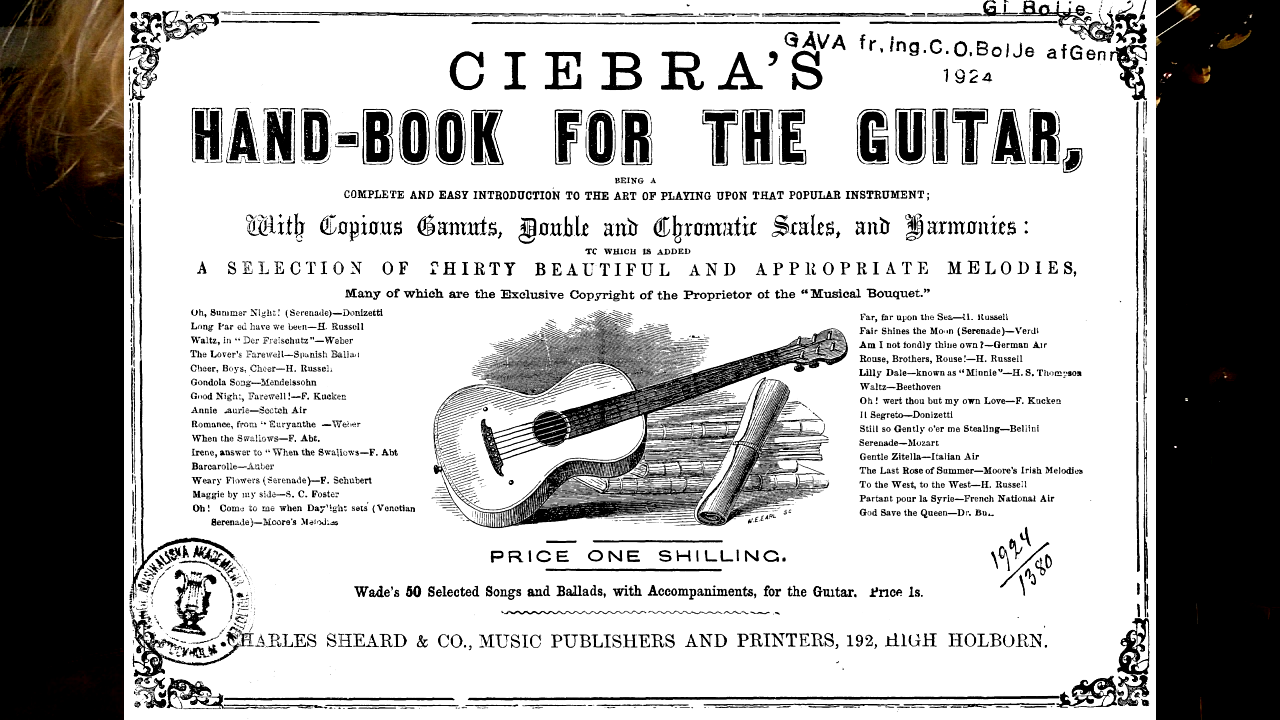 Gi Bolje
GÅVA fr, Ing. C.O. Bolje af Genn
1924
CIEBRA'S
HAND-BOOK FOR THE GUITAR,
BEING A
COMPLETE AND EASY INTRODUCTION TO THE ART OF PLAYING UPON THAT POPULAR INSTRUMENT;
With Copious Gamuts, Double and Chromatic Scales, and Harmonies:
TO WHICH IS ADDED
A SELECTION OF THIRTY BEAUTIFUL AND APPROPRIATE MELODIES,
Many of which are the Exclusive Copyright of the Proprietor of the "Musical Bouquet."
Oh, Summer Night! (Serenade)—Donizetti
Long Par ed have we been—H. Russell
Waltz, in "Der Freischutz"—Weber
The Lover's Farewell—Spanish Ballad
Cheer, Boys, Cheer—H. Russell
Gondola Song—Mendelssohn
Good Night, Farewell!—F. Kucken
Annie aurie—Scotch Air
Romance, from "Euryanthe —Weber
When the Swallows—F. Abt.
Irene, answer to "When the Swallows—F. Abt
Barcarolle—Auber
Weary Flowers (Serenade)—F. Schubert
Maggie by my side—S. C. Foster
Oh! Come to me when Daylight sets (Venetian
Serenade)—Moore's Melodies
Far, far upon the Sea—H. Russell
Fair Shines the Moon (Serenade)—Verdi
Am I not fondly thine own?—German Air
Rouse, Brothers, Rouse!—H. Russell
Lilly Dale—known as "Minnie"—H. S. Thompson
Waltz—Beethoven
Oh! wert thou but my own Love—F. Kucken
Il Segreto—Donizetti
Still so Gently o'er me Stealing—Bellini
Serenade—Mozart
Gentle Zitella—Italian Air
The Last Rose of Summer—Moore's Irish Melodies
To the West, to the West—H. Russell
Partant pour la Syrie—French National Air
God Save the Queen—Dr. Bu
W.E.EARL SC
PRICE ONE SHILLING.
1924
1380
Wade's 50 Selected Songs and Ballads, with Accompaniments, for the Guitar. Price 1s.
MUSIKALISKA AKADEMIENS
HARLES SHEARD & CO., MUSIC PUBLISHERS AND PRINTERS, 192, HIGH HOLBORN.